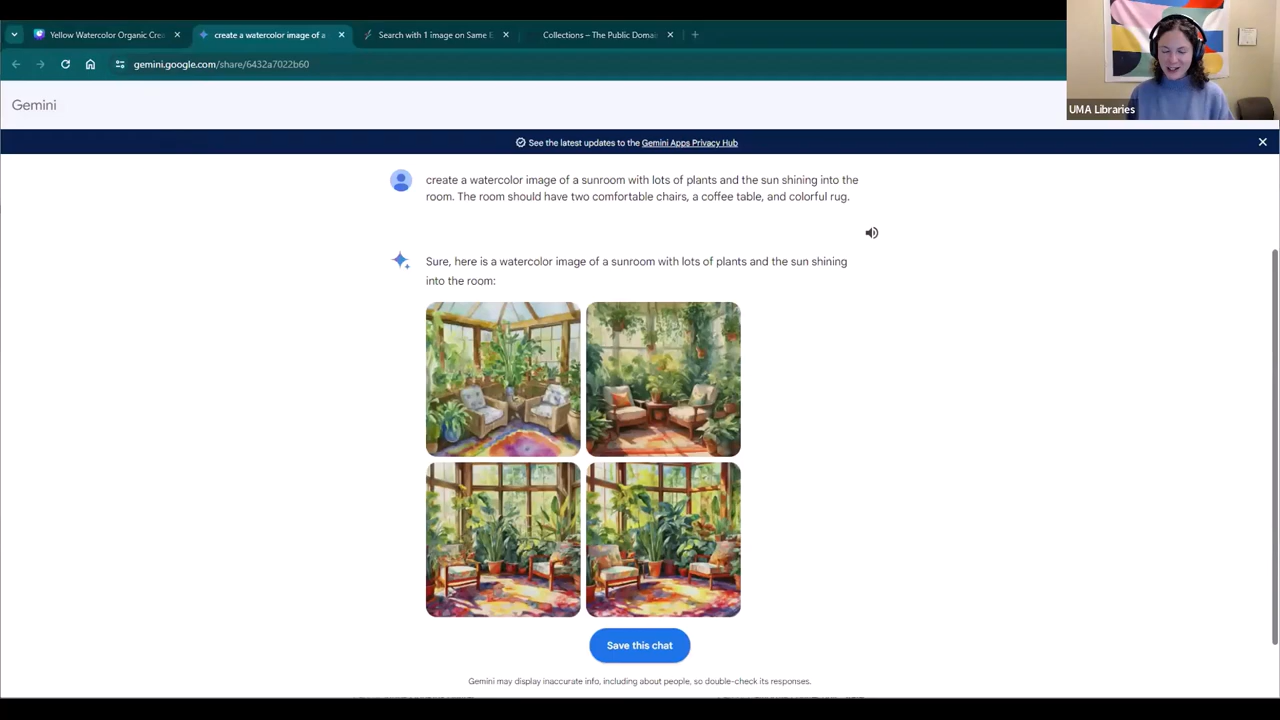 Yellow Watercolor Organic Cre
create a watercolor image of a
Search with 1 image on Same E
Collections – The Public Domai
gemini.google.com/share/6432a7022b60
UMA Libraries
Gemini
See the latest updates to the Gemini Apps Privacy Hub
create a watercolor image of a sunroom with lots of plants and the sun shining into the
room. The room should have two comfortable chairs, a coffee table, and colorful rug.
Sure, here is a watercolor image of a sunroom with lots of plants and the sun shining
into the room:
Save this chat
Gemini may display inaccurate info, including about people, so double-check its responses.